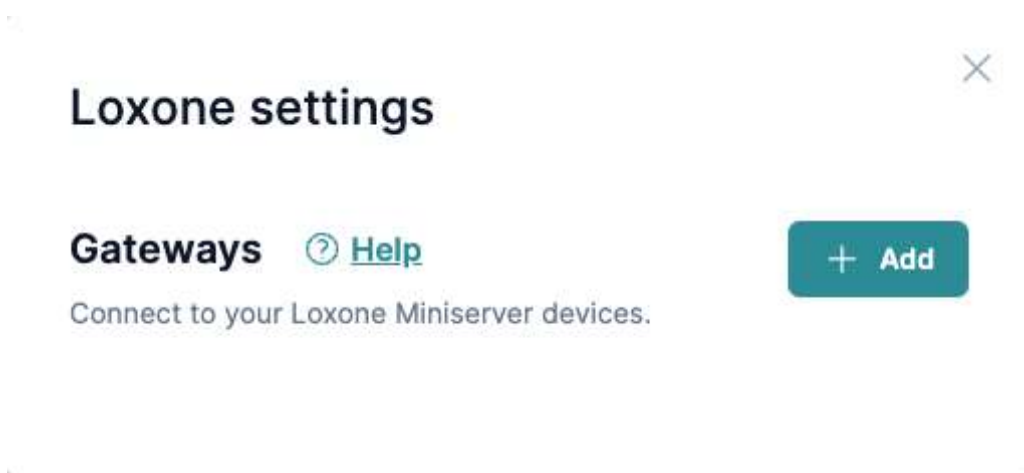 Loxone settings
Gateways Help
Add
Connect to your Loxone Miniserver devices.